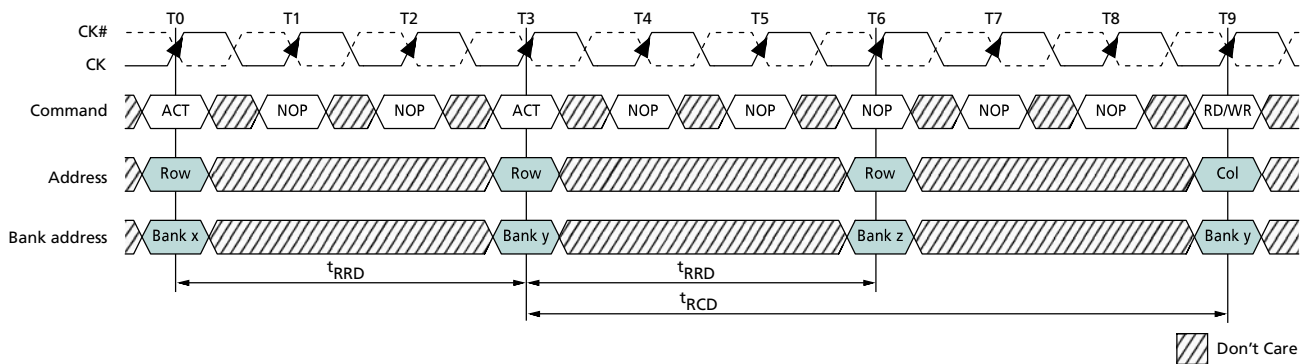 T0 T1 T2 T3 T4 T5 T6 T7 T8 T9
CK#
CK
Command ACT NOP NOP ACT NOP NOP NOP NOP NOP RD/WR
Address Row Row Row Col
Bank address Bank x Bank y Bank z Bank y
tRRD tRRD
tRCD
Don't Care